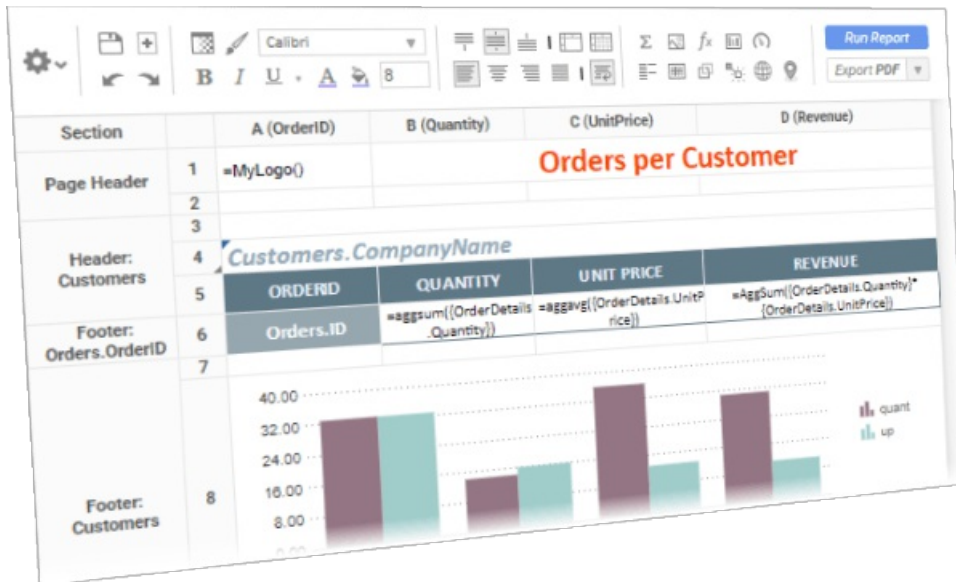 Calibri
Run Report
B I U A 8
Export PDF
Section A (OrderID) B (Quantity) C (UnitPrice) D (Revenue)
Page Header 1 =MyLogo() Orders per Customer
2
3
Header: Customers 4 Customers.CompanyName
5 ORDERID QUANTITY UNIT PRICE REVENUE
Footer: Orders.OrderID 6 Orders.ID =aggsum({OrderDetails.Quantity}) =aggavg({OrderDetails.UnitPrice}) =AggSum({OrderDetails.Quantity}*{OrderDetails.UnitPrice})
7
40.00
32.00
24.00
16.00
8.00
0.00
quant
up
Footer: Customers 8